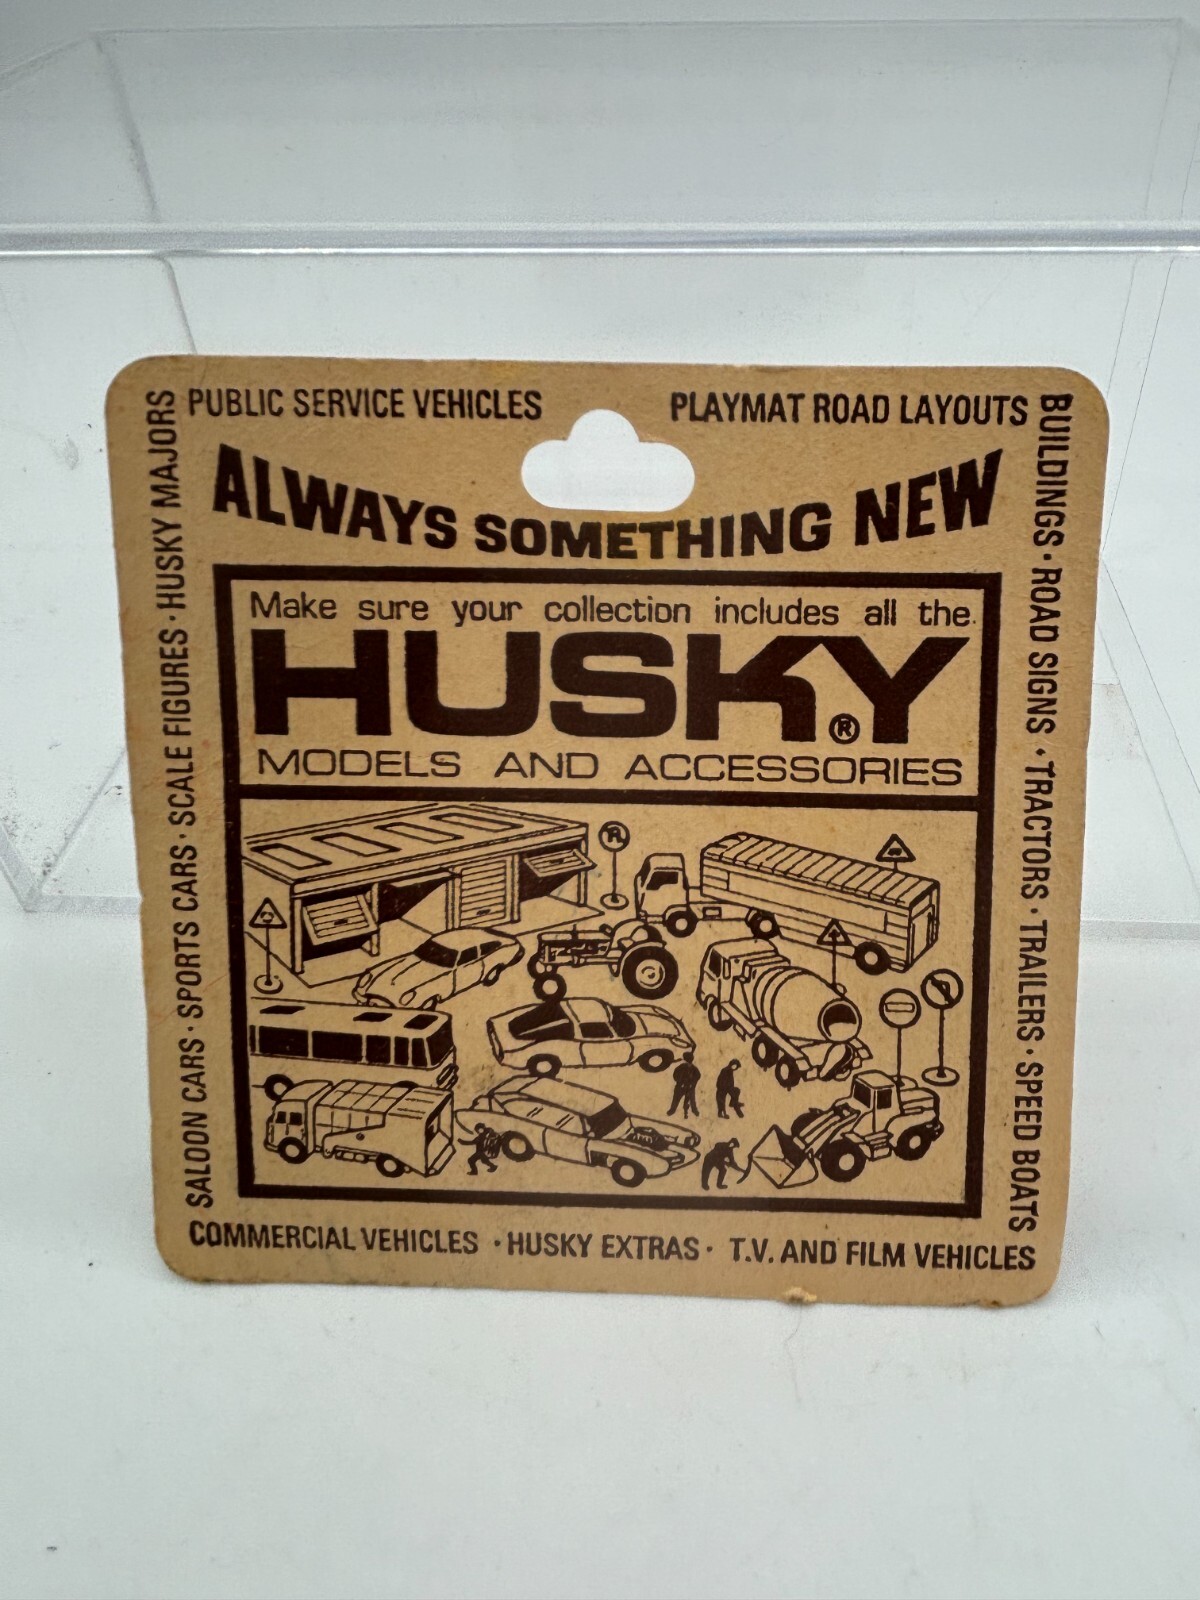 PUBLIC SERVICE VEHICLES
PLAYMAT ROAD LAYOUTS
BUILDINGS · ROAD SIGNS · TRACTORS · TRAILERS · SPEED BOATS
SALOON CARS · SPORTS CARS · SCALE FIGURES · HUSKY MAJORS
ALWAYS SOMETHING NEW
Make sure your collection includes all the
HUSKY®
MODELS AND ACCESSORIES
COMMERCIAL VEHICLES · HUSKY EXTRAS · T.V. AND FILM VEHICLES